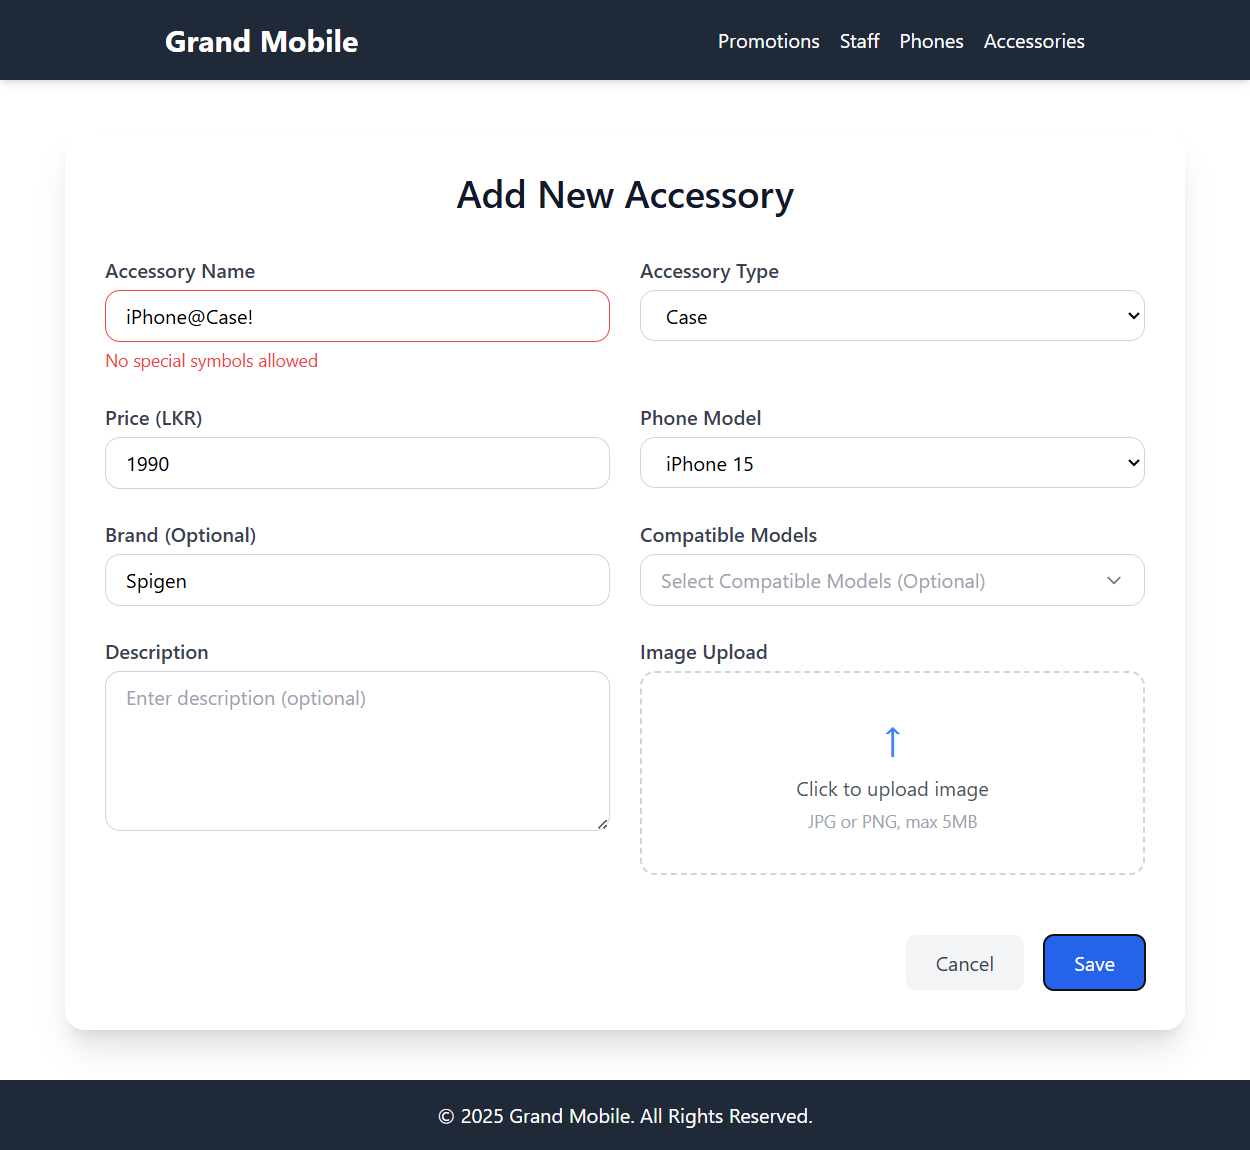 Grand Mobile
Promotions Staff Phones Accessories
Add New Accessory
Accessory Name
iPhone@Case!
No special symbols allowed
Accessory Type
Case
Price (LKR)
1990
Phone Model
iPhone 15
Brand (Optional)
Spigen
Compatible Models
Select Compatible Models (Optional)
Description
Enter description (optional)
Image Upload
↑
Click to upload image
JPG or PNG, max 5MB
Cancel
Save
© 2025 Grand Mobile. All Rights Reserved.